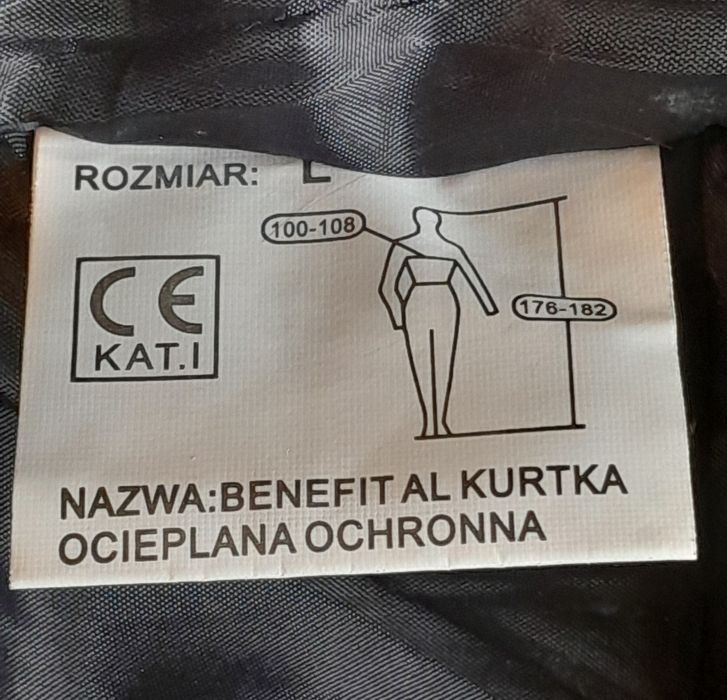 ROZMIAR: L
100-108
176-182
CE
KAT.I
NAZWA:BENEFIT AL KURTKA
OCIEPLANA OCHRONNA